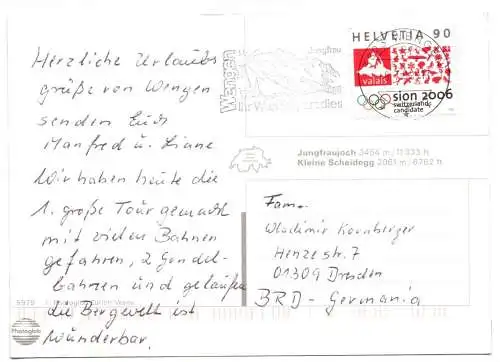 Herzliche Urlaubs
grüße von Wengen
senden Euch
Manfred u. Liane
Wir haben heute die
1. große Tour gemacht
mit vielen Bahnen
gefahren, 2 Gondel-
bahnen und gelaufen
die Bergwelt ist
wunderbar.
5979
Photoglob
Wengen
Jungfrau
HELVETIA 90
valais
sion 2006
switzerland
candidate
Jungfraujoch 3454 m/11333 h.
Kleine Scheidegg 2061 m/6762 h.
Fam.
Wladimir Kornberger
Henzestr. 7
01309 Dresden
BRD - Germania